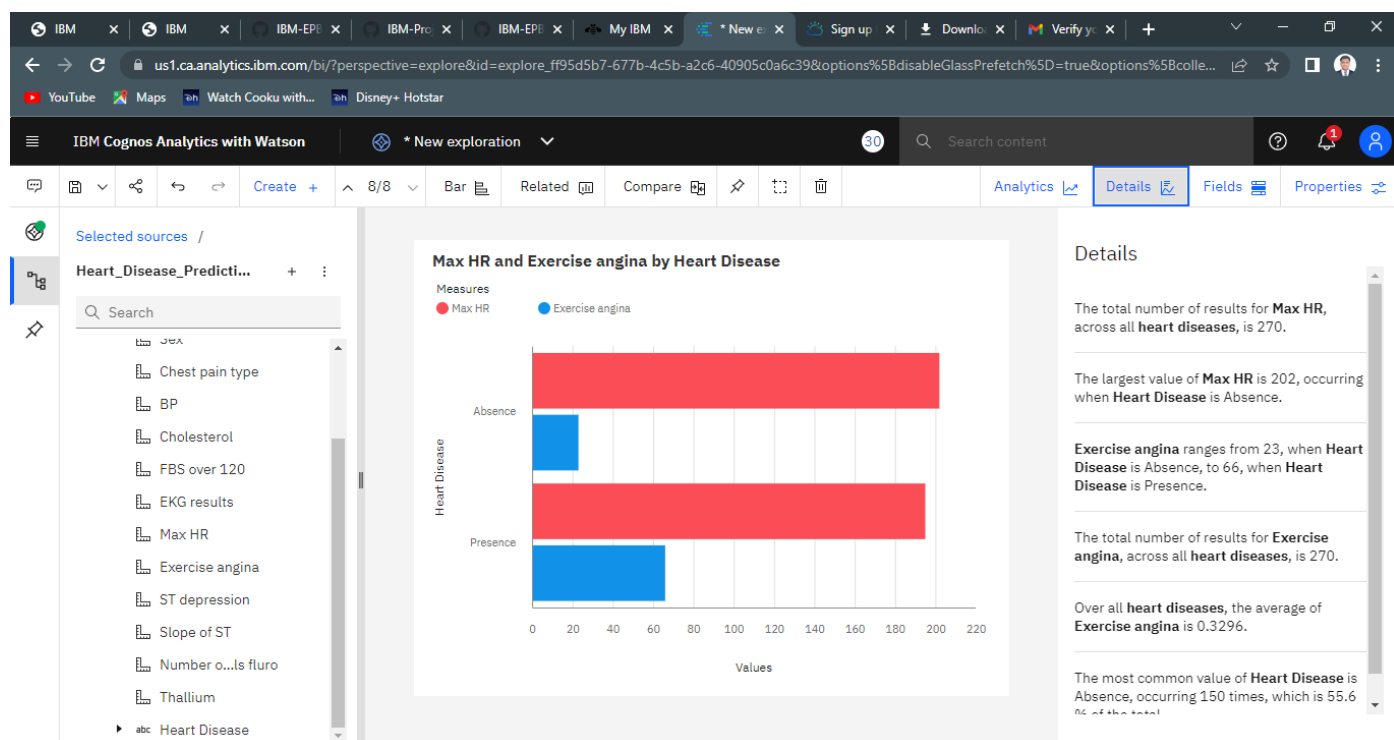 IBM
IBM
IBM-EPB
IBM-Proj
IBM-EPB
My IBM
* New ex
Sign up
Downlo
Verify yo
us1.ca.analytics.ibm.com/bi/?perspective=explore&id=explore_ff95d5b7-677b-4c5b-a2c6-40905c0a6c39&options%5BdisableGlassPrefetch%5D=true&options%5Bcolle...
YouTube
Maps
Watch Cooku with...
Disney+ Hotstar
IBM Cognos Analytics with Watson
* New exploration
30
Search content
1
Create +
8/8
Bar
Related
Compare
Analytics
Details
Fields
Properties
Selected sources /
Heart_Disease_Predicti...
Search
Sex
Chest pain type
BP
Cholesterol
FBS over 120
EKG results
Max HR
Exercise angina
ST depression
Slope of ST
Number o...ls fluro
Thallium
abc Heart Disease
Max HR and Exercise angina by Heart Disease
Measures
Max HR
Exercise angina
Heart Disease
Absence
Presence
0 20 40 60 80 100 120 140 160 180 200 220
Values
Details
The total number of results for Max HR,
across all heart diseases, is 270.
The largest value of Max HR is 202, occurring
when Heart Disease is Absence.
Exercise angina ranges from 23, when Heart
Disease is Absence, to 66, when Heart
Disease is Presence.
The total number of results for Exercise
angina, across all heart diseases, is 270.
Over all heart diseases, the average of
Exercise angina is 0.3296.
The most common value of Heart Disease is
Absence, occurring 150 times, which is 55.6
% of the total